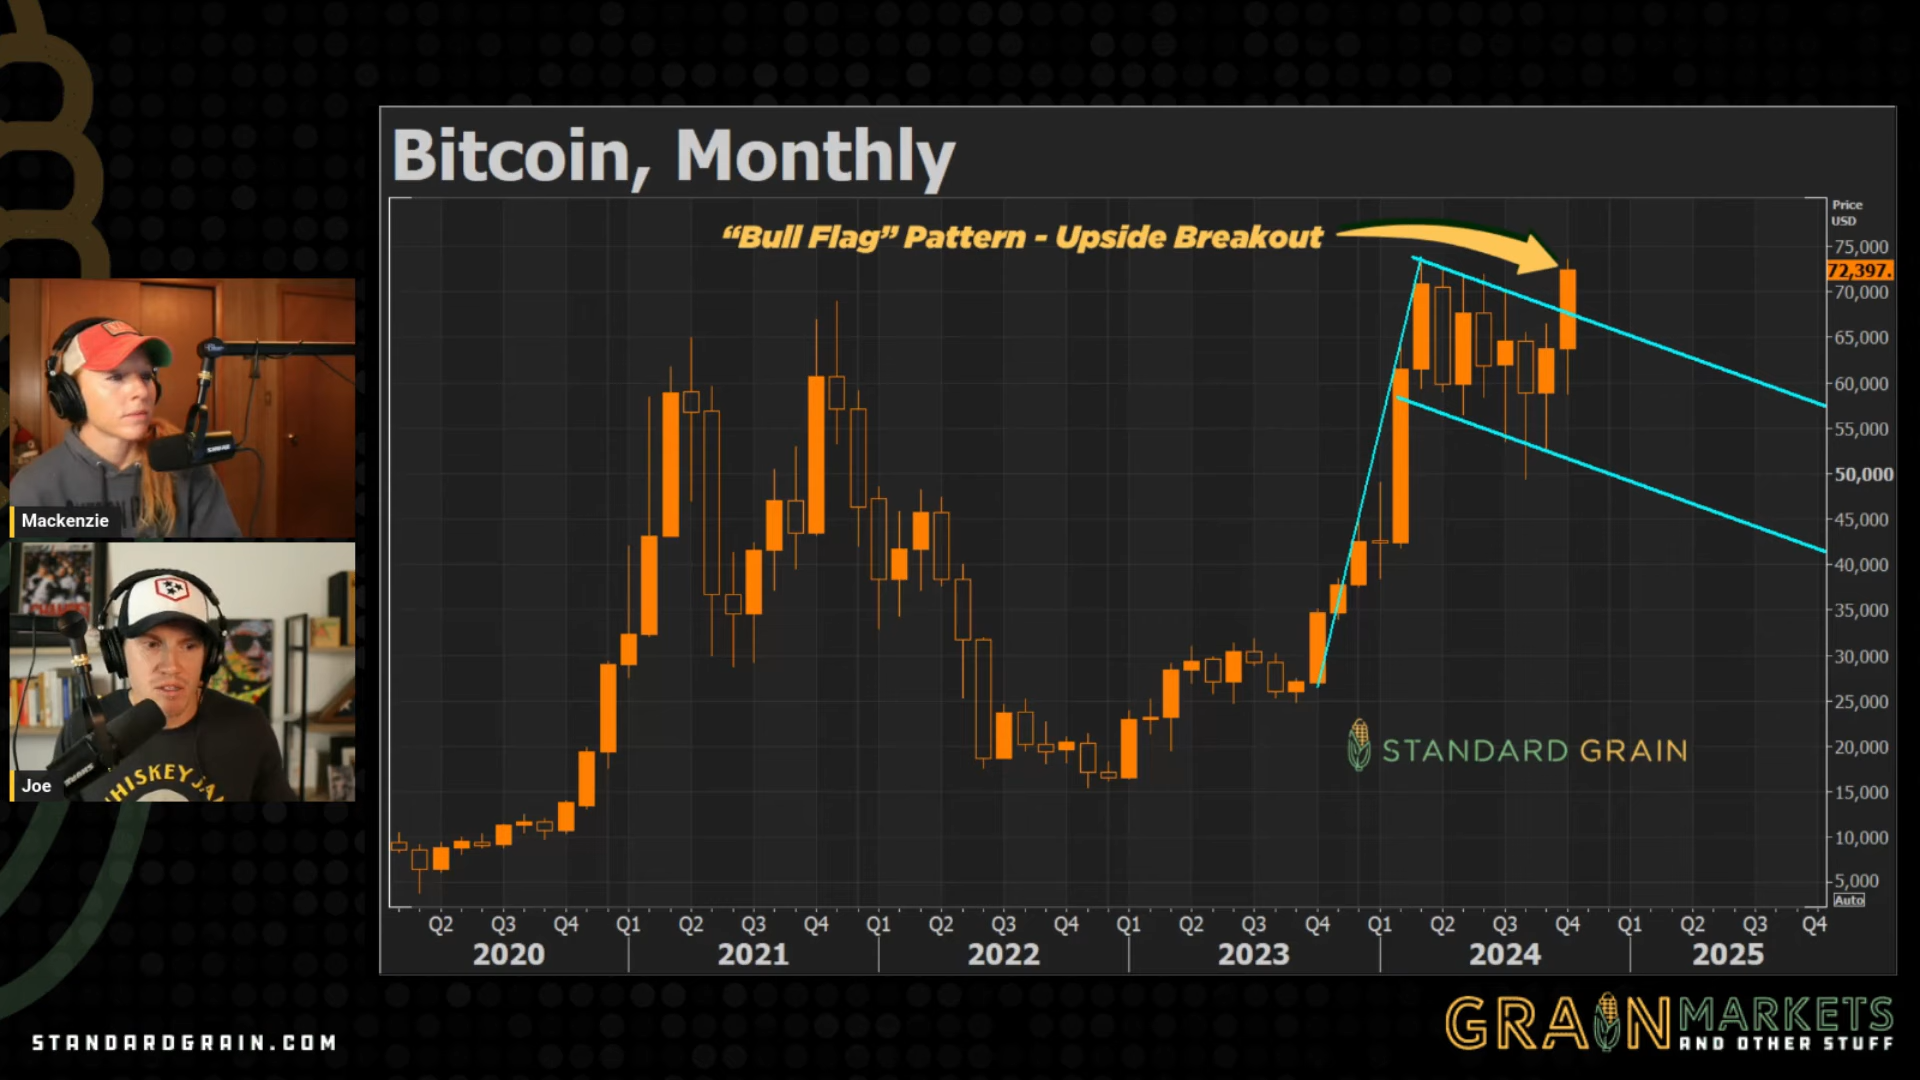 Bitcoin, Monthly
“Bull Flag” Pattern - Upside Breakout
Price
USD
75,000
72,397.
70,000
65,000
60,000
55,000
50,000
45,000
40,000
35,000
30,000
25,000
20,000
15,000
10,000
5,000
Auto
STANDARD GRAIN
Q2 Q3 Q4 Q1 Q2 Q3 Q4 Q1 Q2 Q3 Q4 Q1 Q2 Q3 Q4 Q1 Q2 Q3 Q4 Q1 Q2 Q3 Q4
2020 2021 2022 2023 2024 2025
Mackenzie
Joe
STANDARDGRAIN.COM
GRAIN MARKETS
AND OTHER STUFF